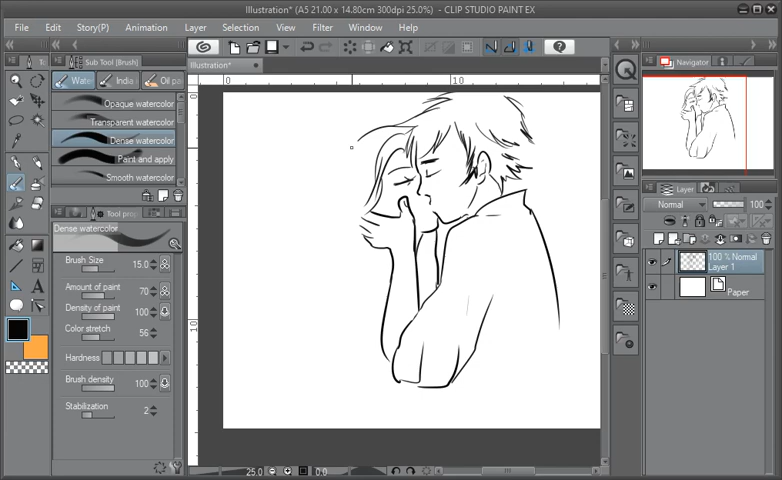 Illustration* (A5 21.00 x 14.80cm 300dpi 25.0%) - CLIP STUDIO PAINT EX
File Edit Story(P) Animation Layer Selection View Filter Window Help
Sub Tool [Brush]
Navigator
Illustration*
Wate India Oil pa
0 10
Opaque watercolor
Transparent watercolor
Dense watercolor
Paint and apply
Smooth watercolor
Layer
Normal 100
Tool prop
Dense watercolor
100 % Normal
Layer 1
Brush Size 15.0
Paper
Amount of paint 70
Density of paint 100
Color stretch 56
Hardness
Brush density 100
Stabilization 2
25.0 0.0